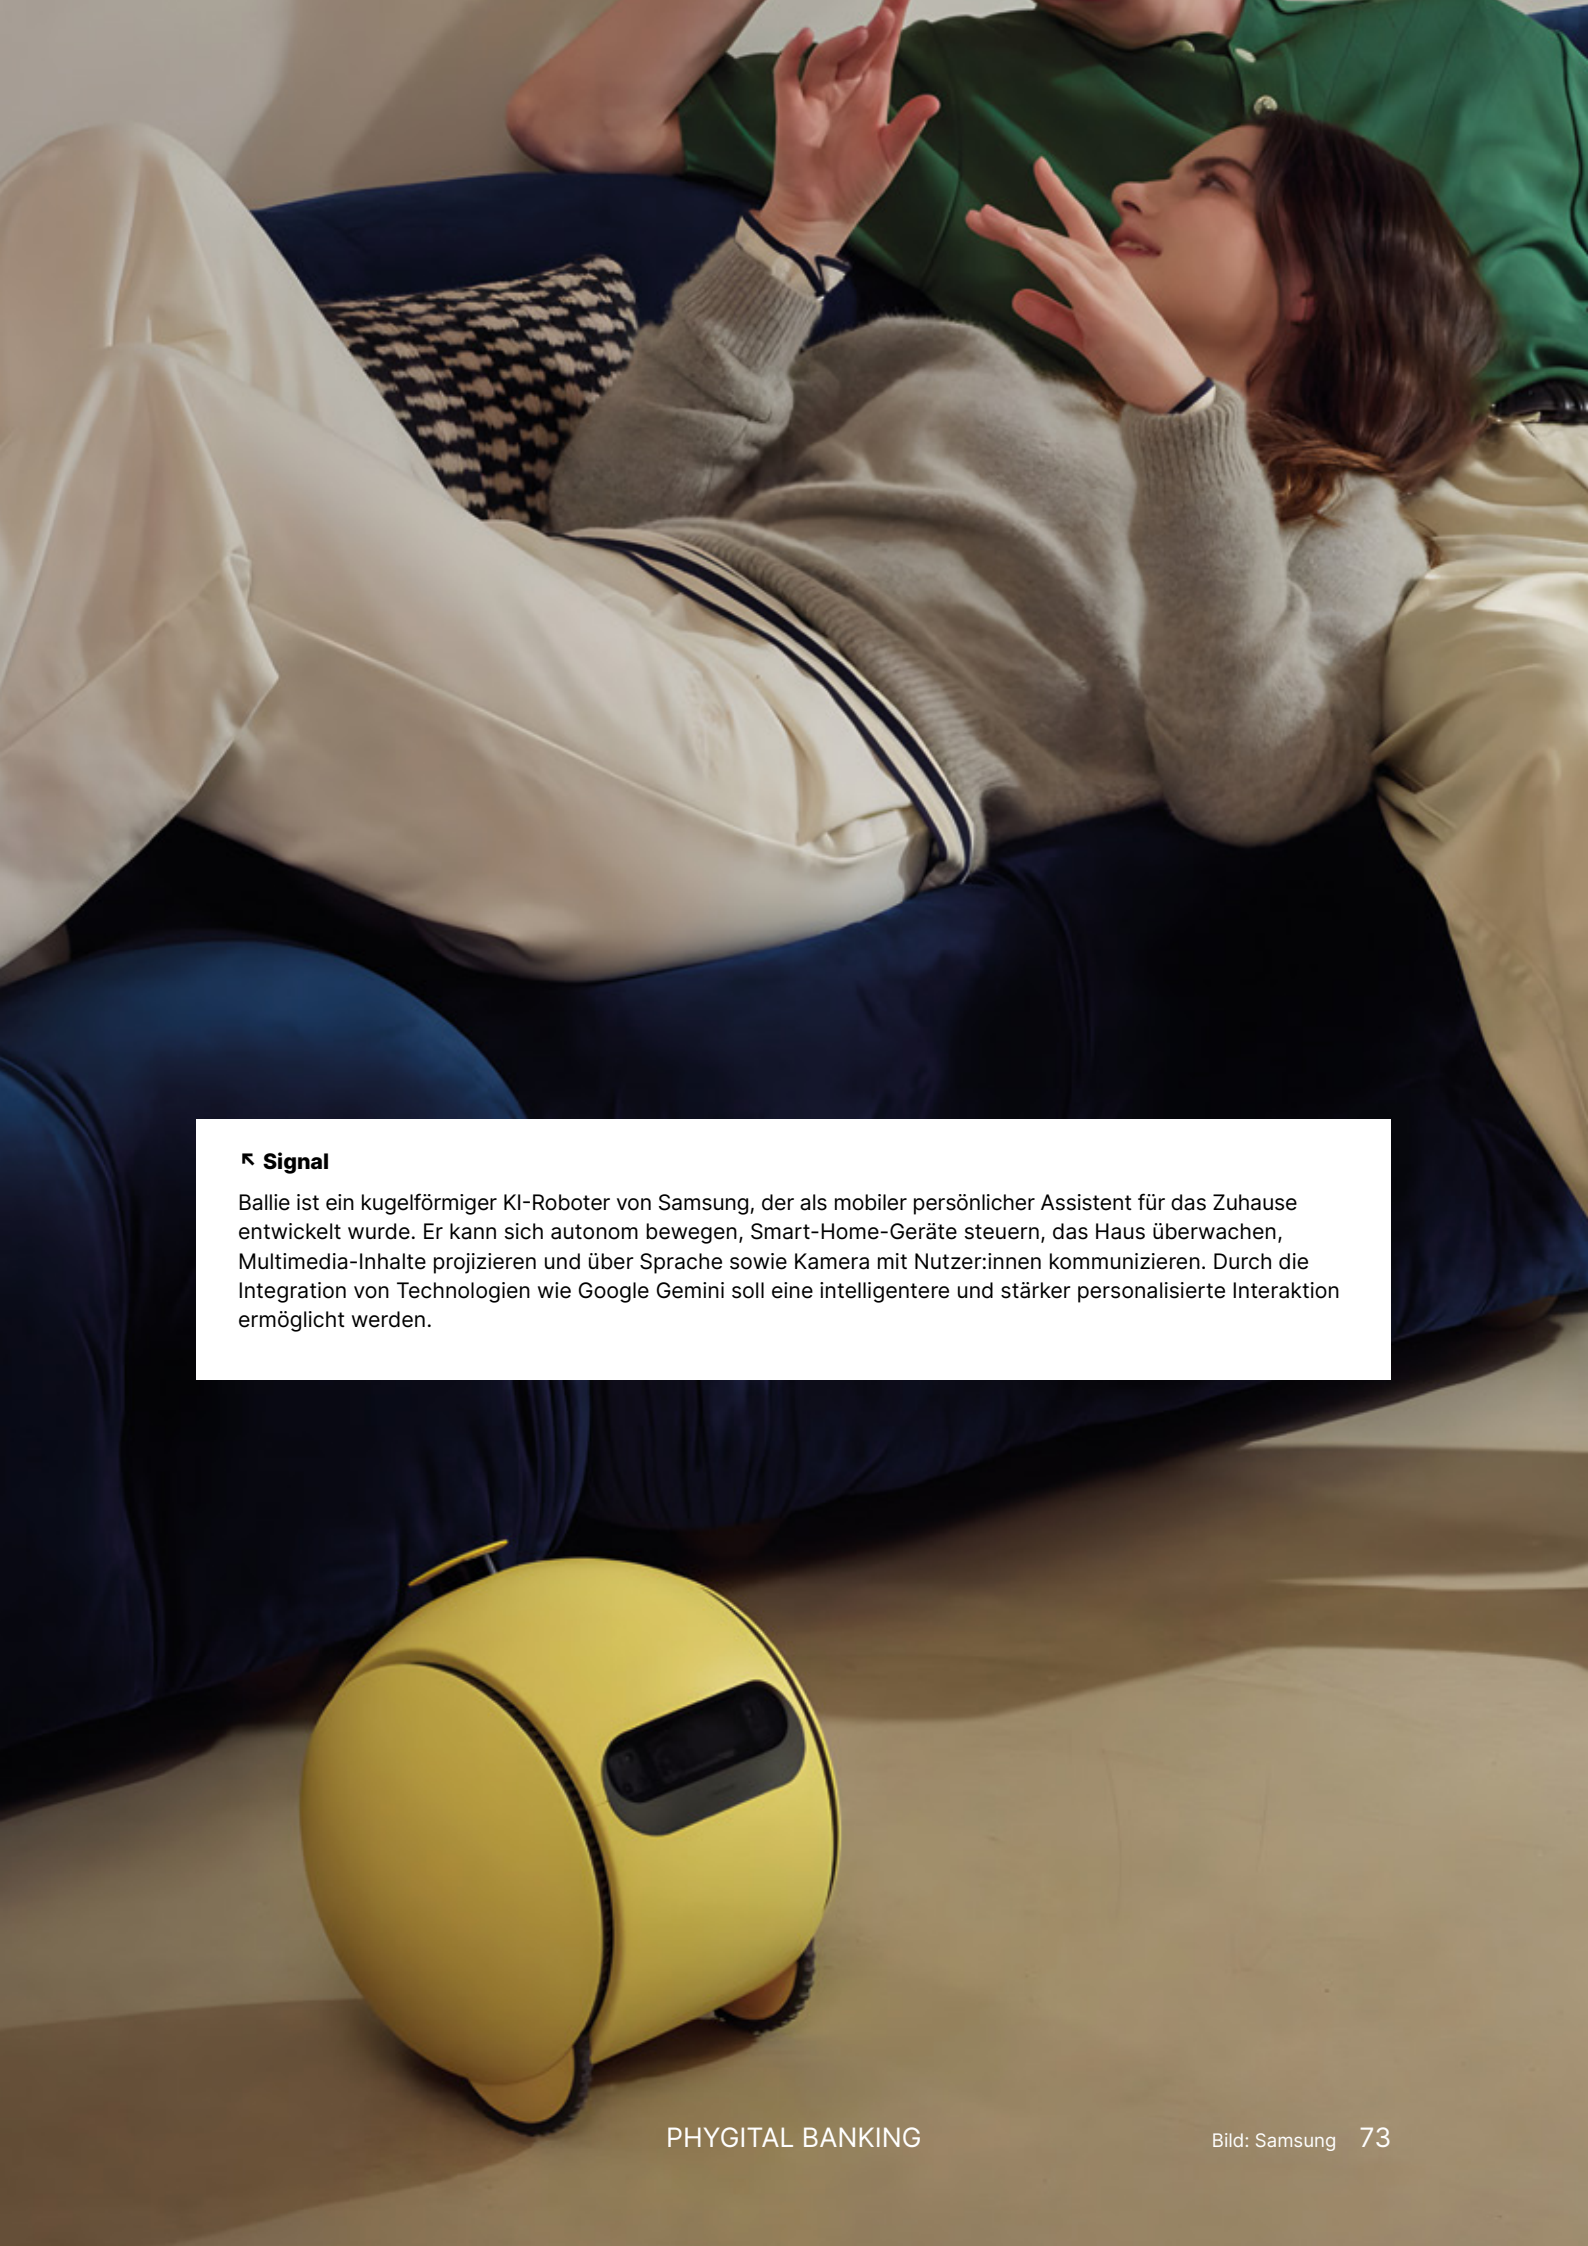 Signal
Ballie ist ein kugelförmiger KI-Roboter von Samsung, der als mobiler persönlicher Assistent für das Zuhause
entwickelt wurde. Er kann sich autonom bewegen, Smart-Home-Geräte steuern, das Haus überwachen,
Multimedia-Inhalte projizieren und über Sprache sowie Kamera mit Nutzer:innen kommunizieren. Durch die
Integration von Technologien wie Google Gemini soll eine intelligentere und stärker personalisierte Interaktion
ermöglicht werden.
PHYGITAL BANKING
Bild: Samsung 73